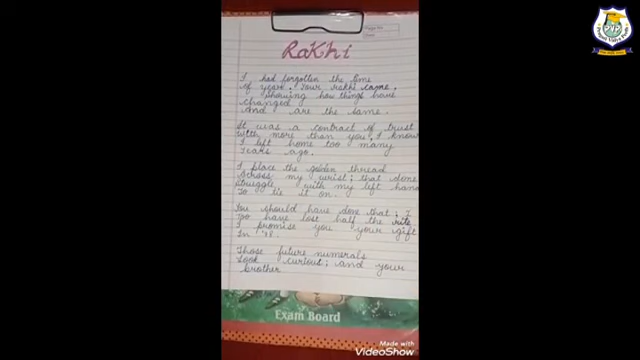 Rakhi
I had forgotten the time
of year. Your rakhi came.
showing how things have
changed
And are the same.
It was a contract of trust
with more than you. I know
I left home too many
Years ago.
I place the golden thread
across my wrist; that done
struggle with my left hand
To tie it on.
You should have done that; I
Too have lost half the rite
I promise you your gift
In '78.
Those future numerals
Look curious; and your
brother
Exam Board
Made with
VideoShow